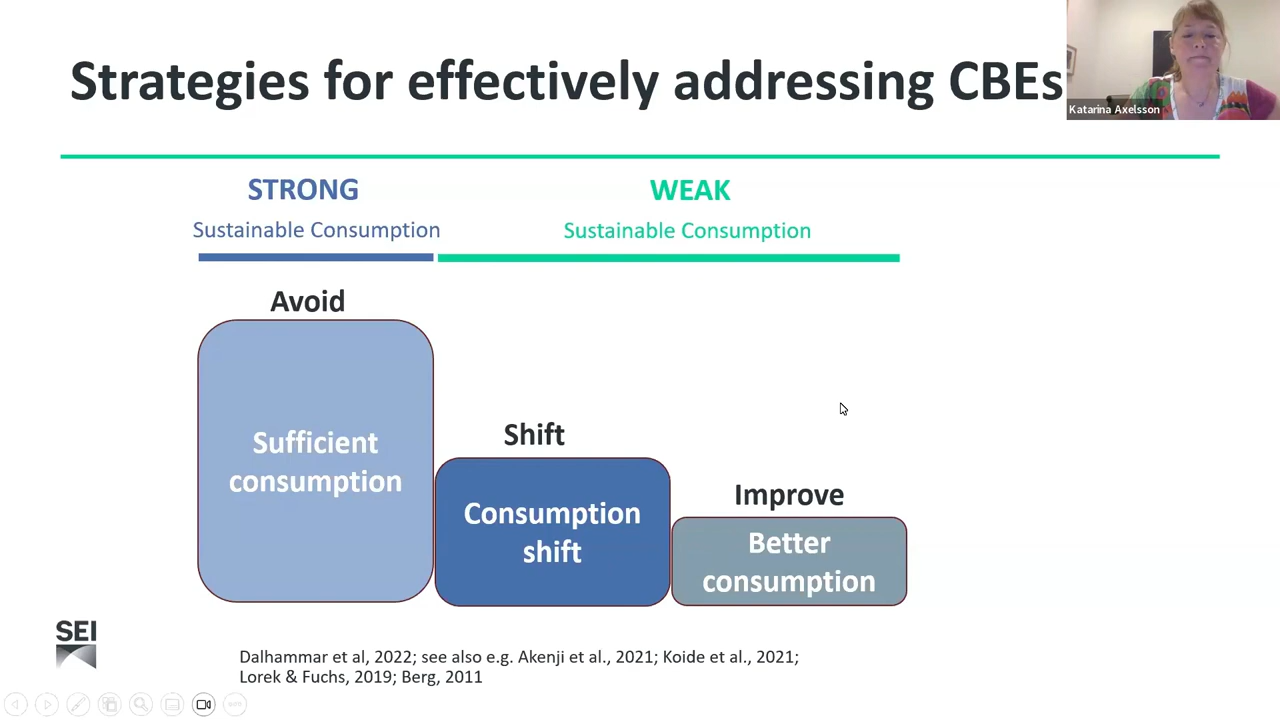 Strategies for effectively addressing CBEs
Katarina Axelsson
STRONG
Sustainable Consumption
WEAK
Sustainable Consumption
Avoid
Sufficient
consumption
Shift
Consumption
shift
Improve
Better
consumption
SEI
Dalhammar et al, 2022; see also e.g. Akenji et al., 2021; Koide et al., 2021;
Lorek & Fuchs, 2019; Berg, 2011